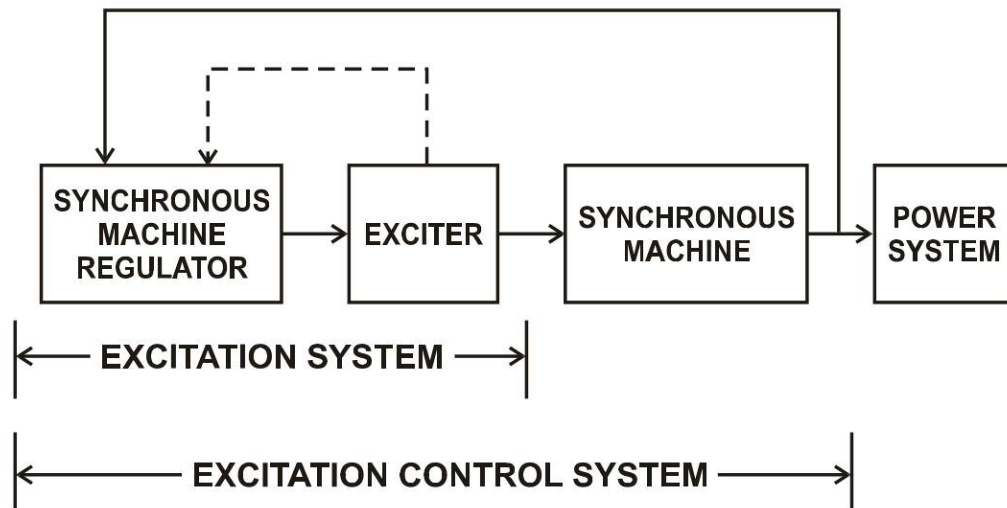 SYNCHRONOUS
MACHINE
REGULATOR
EXCITER
SYNCHRONOUS
MACHINE
POWER
SYSTEM
EXCITATION SYSTEM
EXCITATION CONTROL SYSTEM